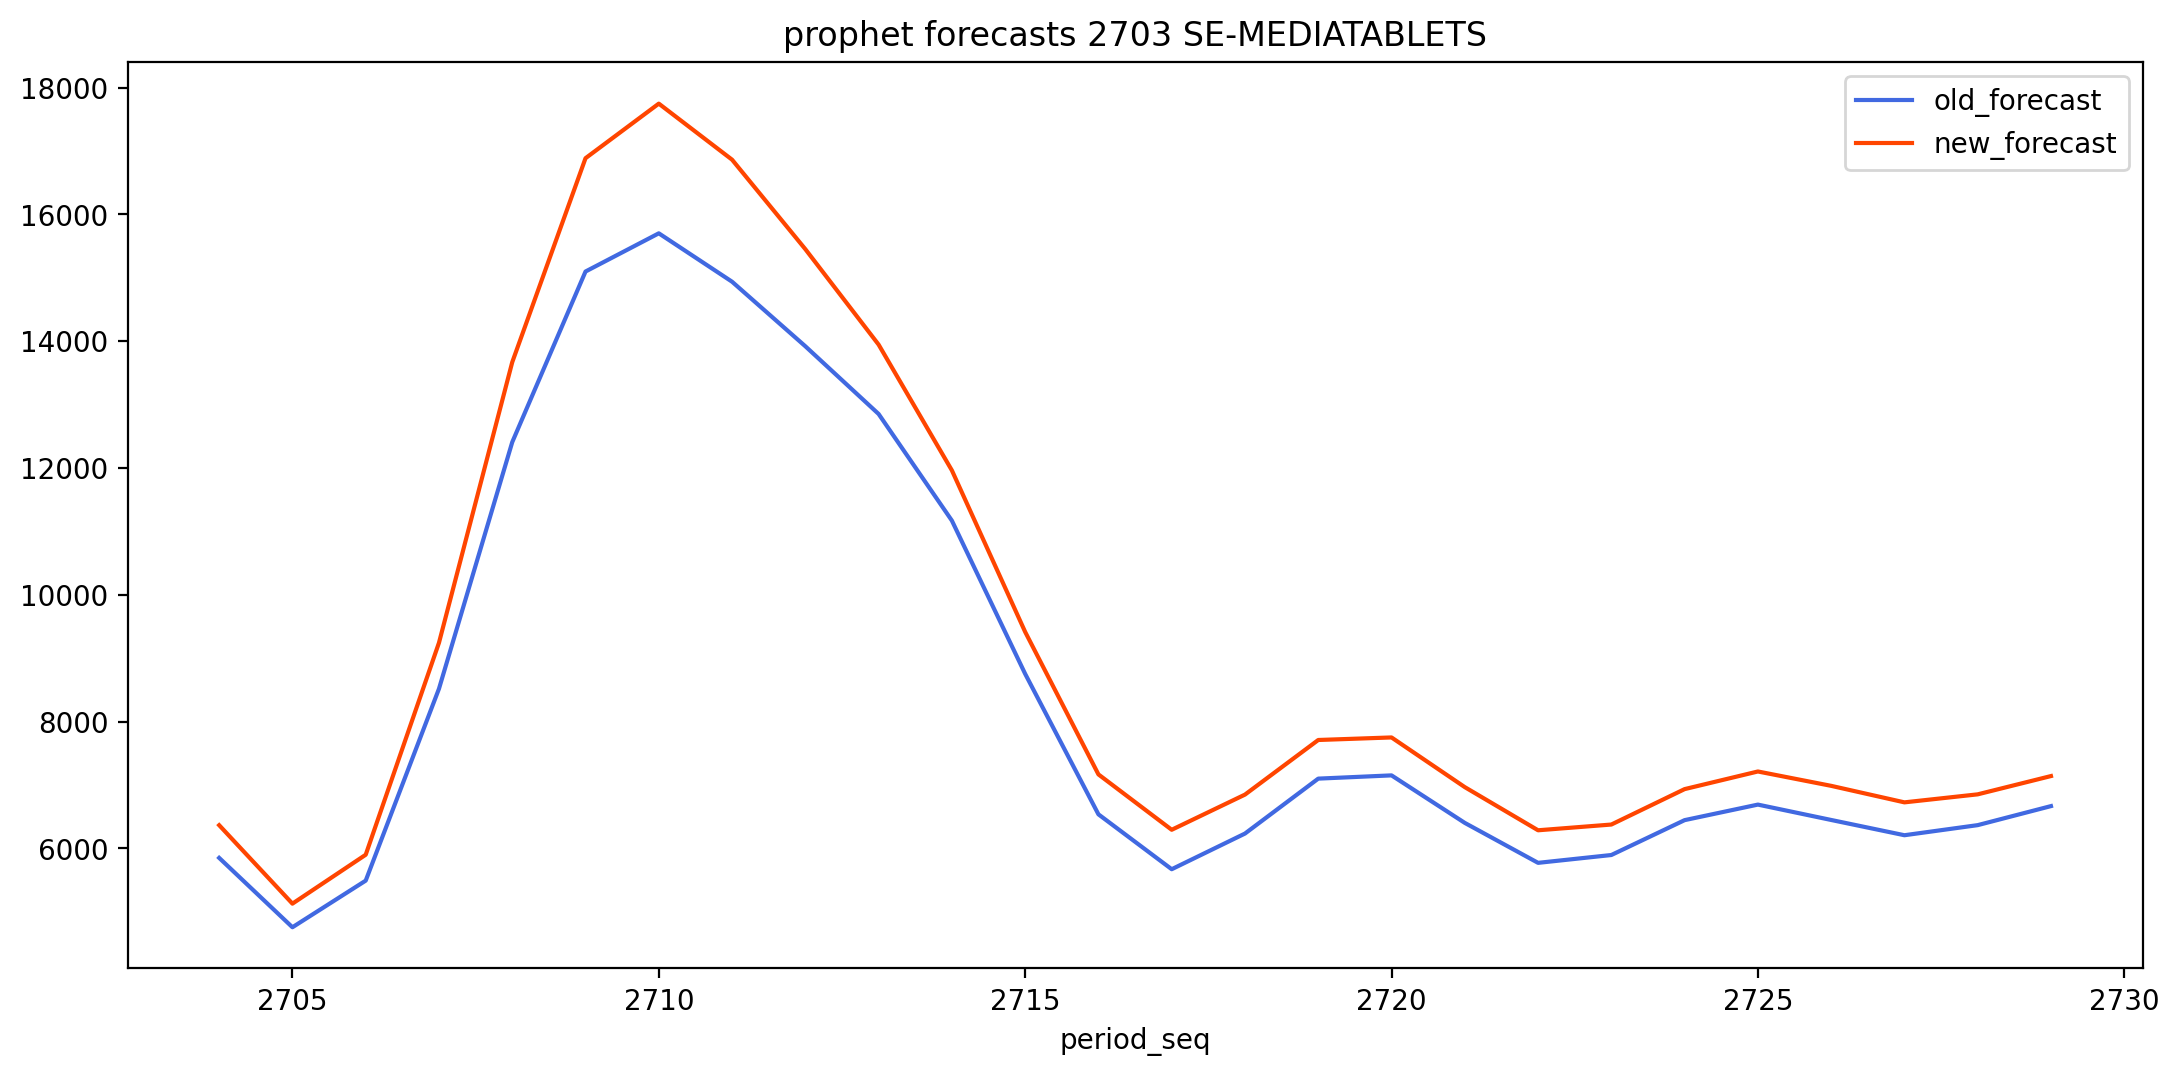 prophet forecasts 2703 SE-MEDIATABLETS
18000
16000
14000
12000
10000
8000
6000
old_forecast
new_forecast
2705 2710 2715 2720 2725 2730
period_seq